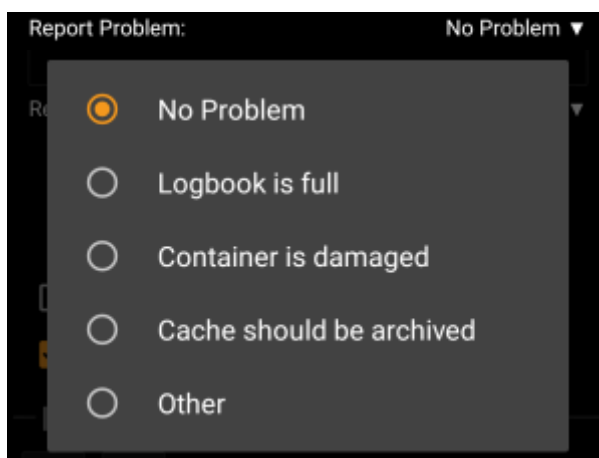 Report Problem: No Problem ▼
No Problem
Logbook is full
Container is damaged
Cache should be archived
Other